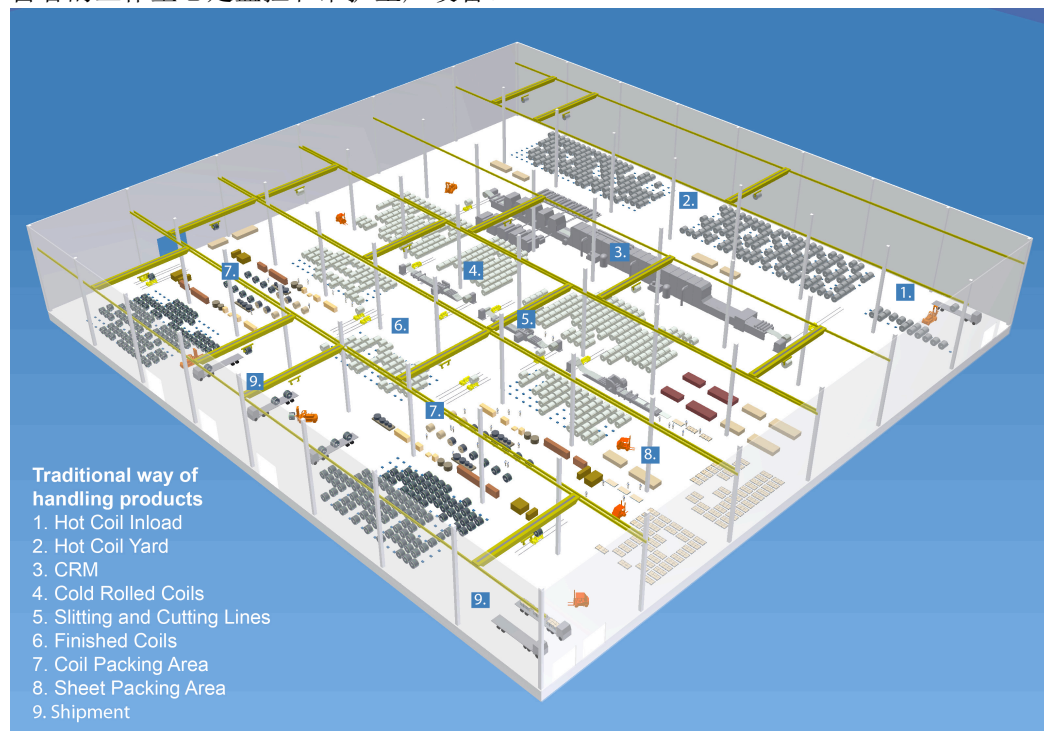 2.
3.
1.
4.
7.
5.
6.
9.
7.
8.
9.
Traditional way of
handling products
1. Hot Coil Inload
2. Hot Coil Yard
3. CRM
4. Cold Rolled Coils
5. Slitting and Cutting Lines
6. Finished Coils
7. Coil Packing Area
8. Sheet Packing Area
9. Shipment